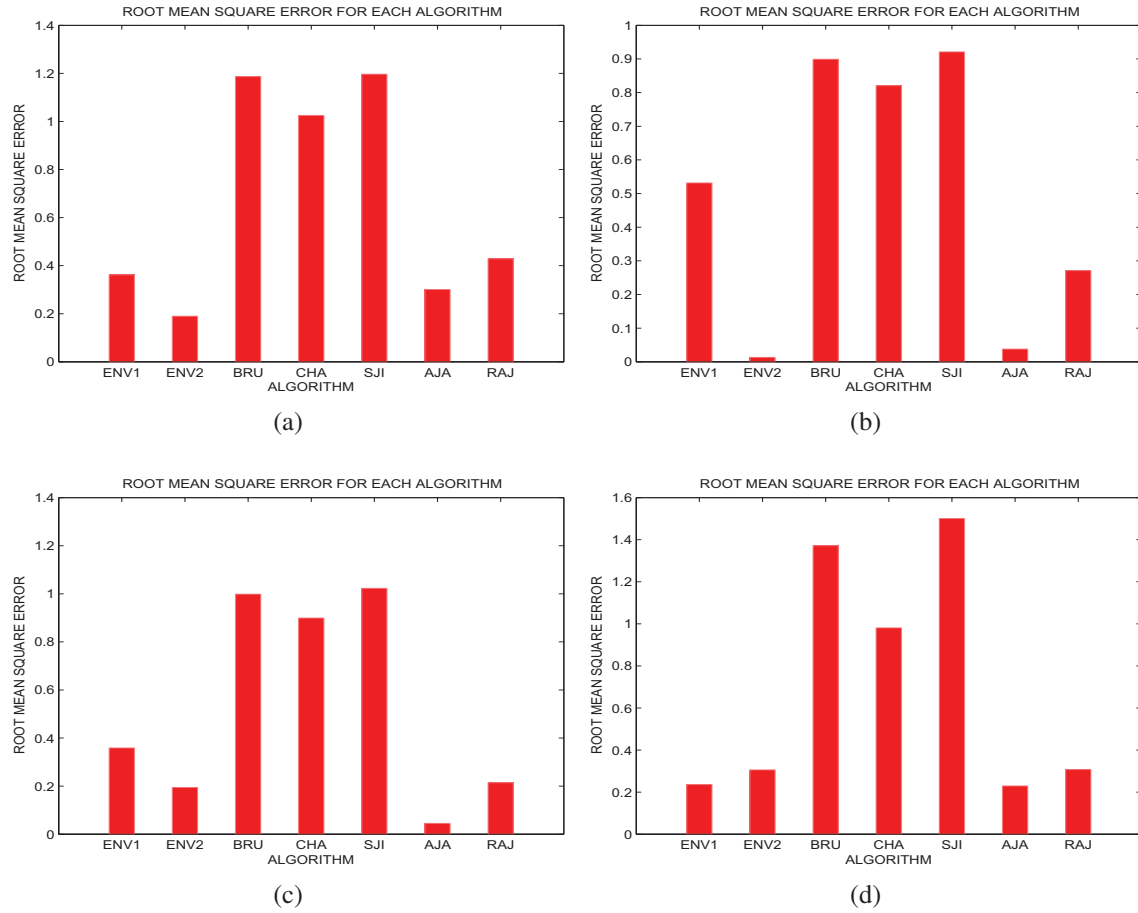 ROOT MEAN SQUARE ERROR FOR EACH ALGORITHM
ROOT MEAN SQUARE ERROR
1.4
1.2
1
0.8
0.6
0.4
0.2
0
ENV1 ENV2 BRU CHA SJI AJA RAJ
ALGORITHM
(a)
ROOT MEAN SQUARE ERROR FOR EACH ALGORITHM
ROOT MEAN SQUARE ERROR
1
0.9
0.8
0.7
0.6
0.5
0.4
0.3
0.2
0.1
0
ENV1 ENV2 BRU CHA SJI AJA RAJ
ALGORITHM
(b)
ROOT MEAN SQUARE ERROR FOR EACH ALGORITHM
ROOT MEAN SQUARE ERROR
1.4
1.2
1
0.8
0.6
0.4
0.2
0
ENV1 ENV2 BRU CHA SJI AJA RAJ
ALGORITHM
(c)
ROOT MEAN SQUARE ERROR FOR EACH ALGORITHM
ROOT MEAN SQUARE ERROR
1.6
1.4
1.2
1
0.8
0.6
0.4
0.2
0
ENV1 ENV2 BRU CHA SJI AJA RAJ
ALGORITHM
(d)